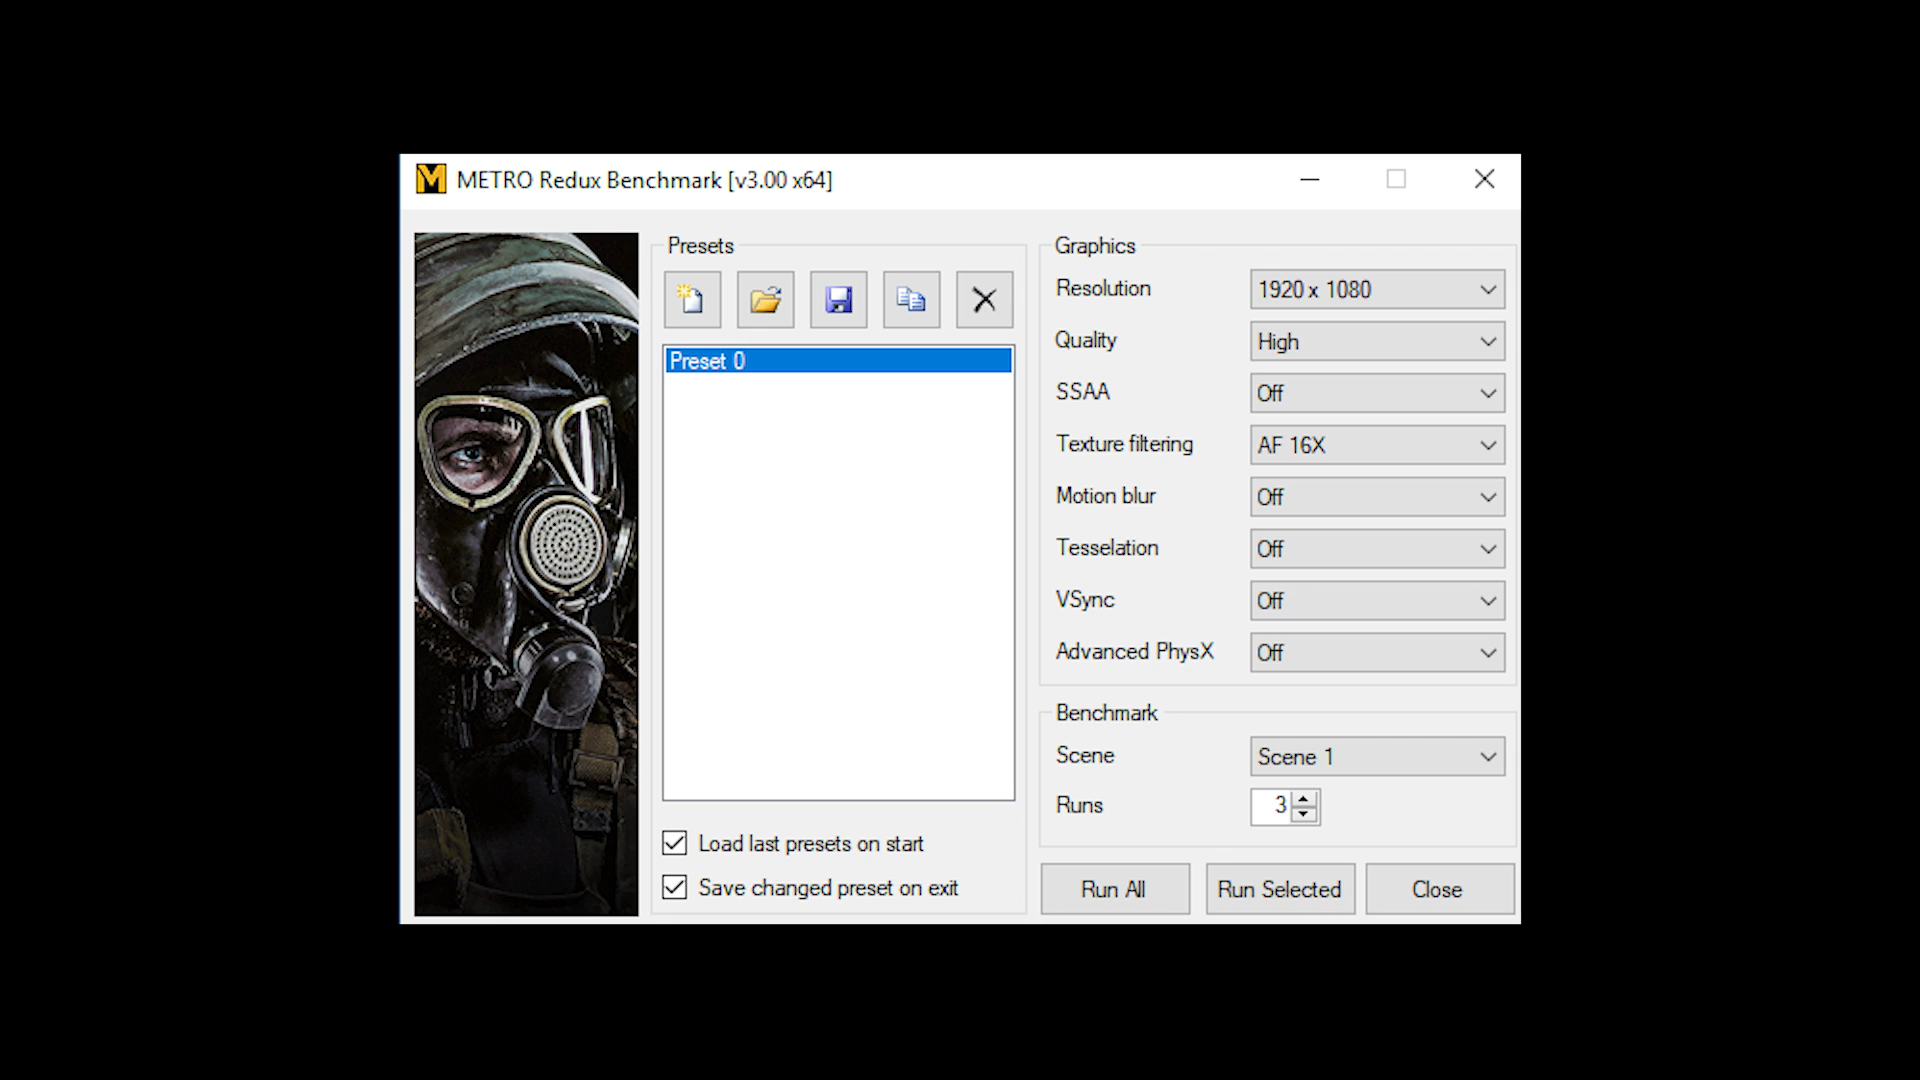 METRO Redux Benchmark [v3.00 x64]
Presets
Preset 0
Load last presets on start
Save changed preset on exit
Graphics
Resolution 1920 x 1080
Quality High
SSAA Off
Texture filtering AF 16X
Motion blur Off
Tesselation Off
VSync Off
Advanced PhysX Off
Benchmark
Scene Scene 1
Runs 3
Run All Run Selected Close